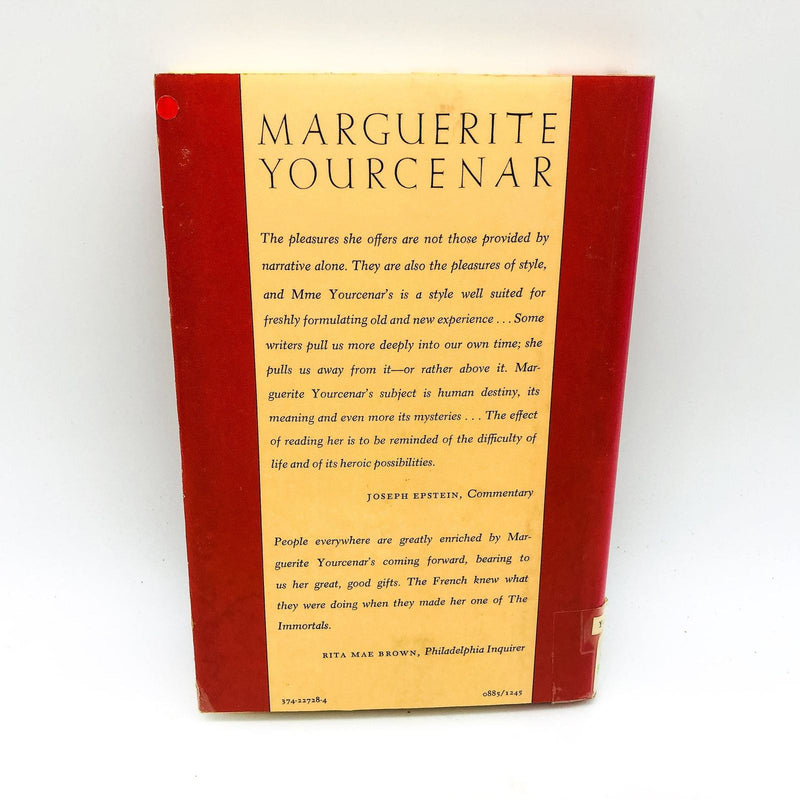 MARGUERITE
YOURCENAR
The pleasures she offers are not those provided by
narrative alone. They are also the pleasures of style,
and Mme Yourcenar's is a style well suited for
freshly formulating old and new experience . . . Some
writers pull us more deeply into our own time; she
pulls us away from it—or rather above it. Mar-
guerite Yourcenar's subject is human destiny, its
meaning and even more its mysteries . . . The effect
of reading her is to be reminded of the difficulty of
life and of its heroic possibilities.
JOSEPH EPSTEIN, Commentary
People everywhere are greatly enriched by Mar-
guerite Yourcenar's coming forward, bearing to
us her great, good gifts. The French knew what
they were doing when they made her one of The
Immortals.
RITA MAE BROWN, Philadelphia Inquirer
374-22728-4
0885/1245